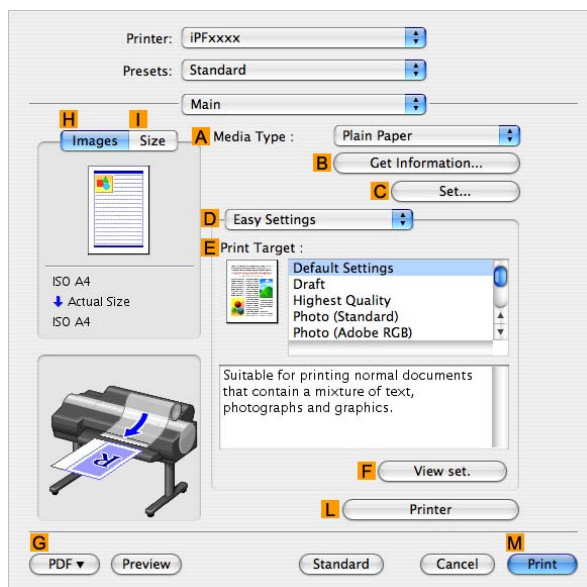 Printer: iPFxxxx
Presets: Standard
Main
H I
Images Size
A Media Type : Plain Paper
B Get Information...
C Set...
D Easy Settings
E Print Target :
Default Settings
Draft
Highest Quality
Photo (Standard)
Photo (Adobe RGB)
ISO A4
Actual Size
ISO A4
Suitable for printing normal documents
that contain a mixture of text,
photographs and graphics.
R
F View set.
L Printer
G M
PDF Preview Standard Cancel Print